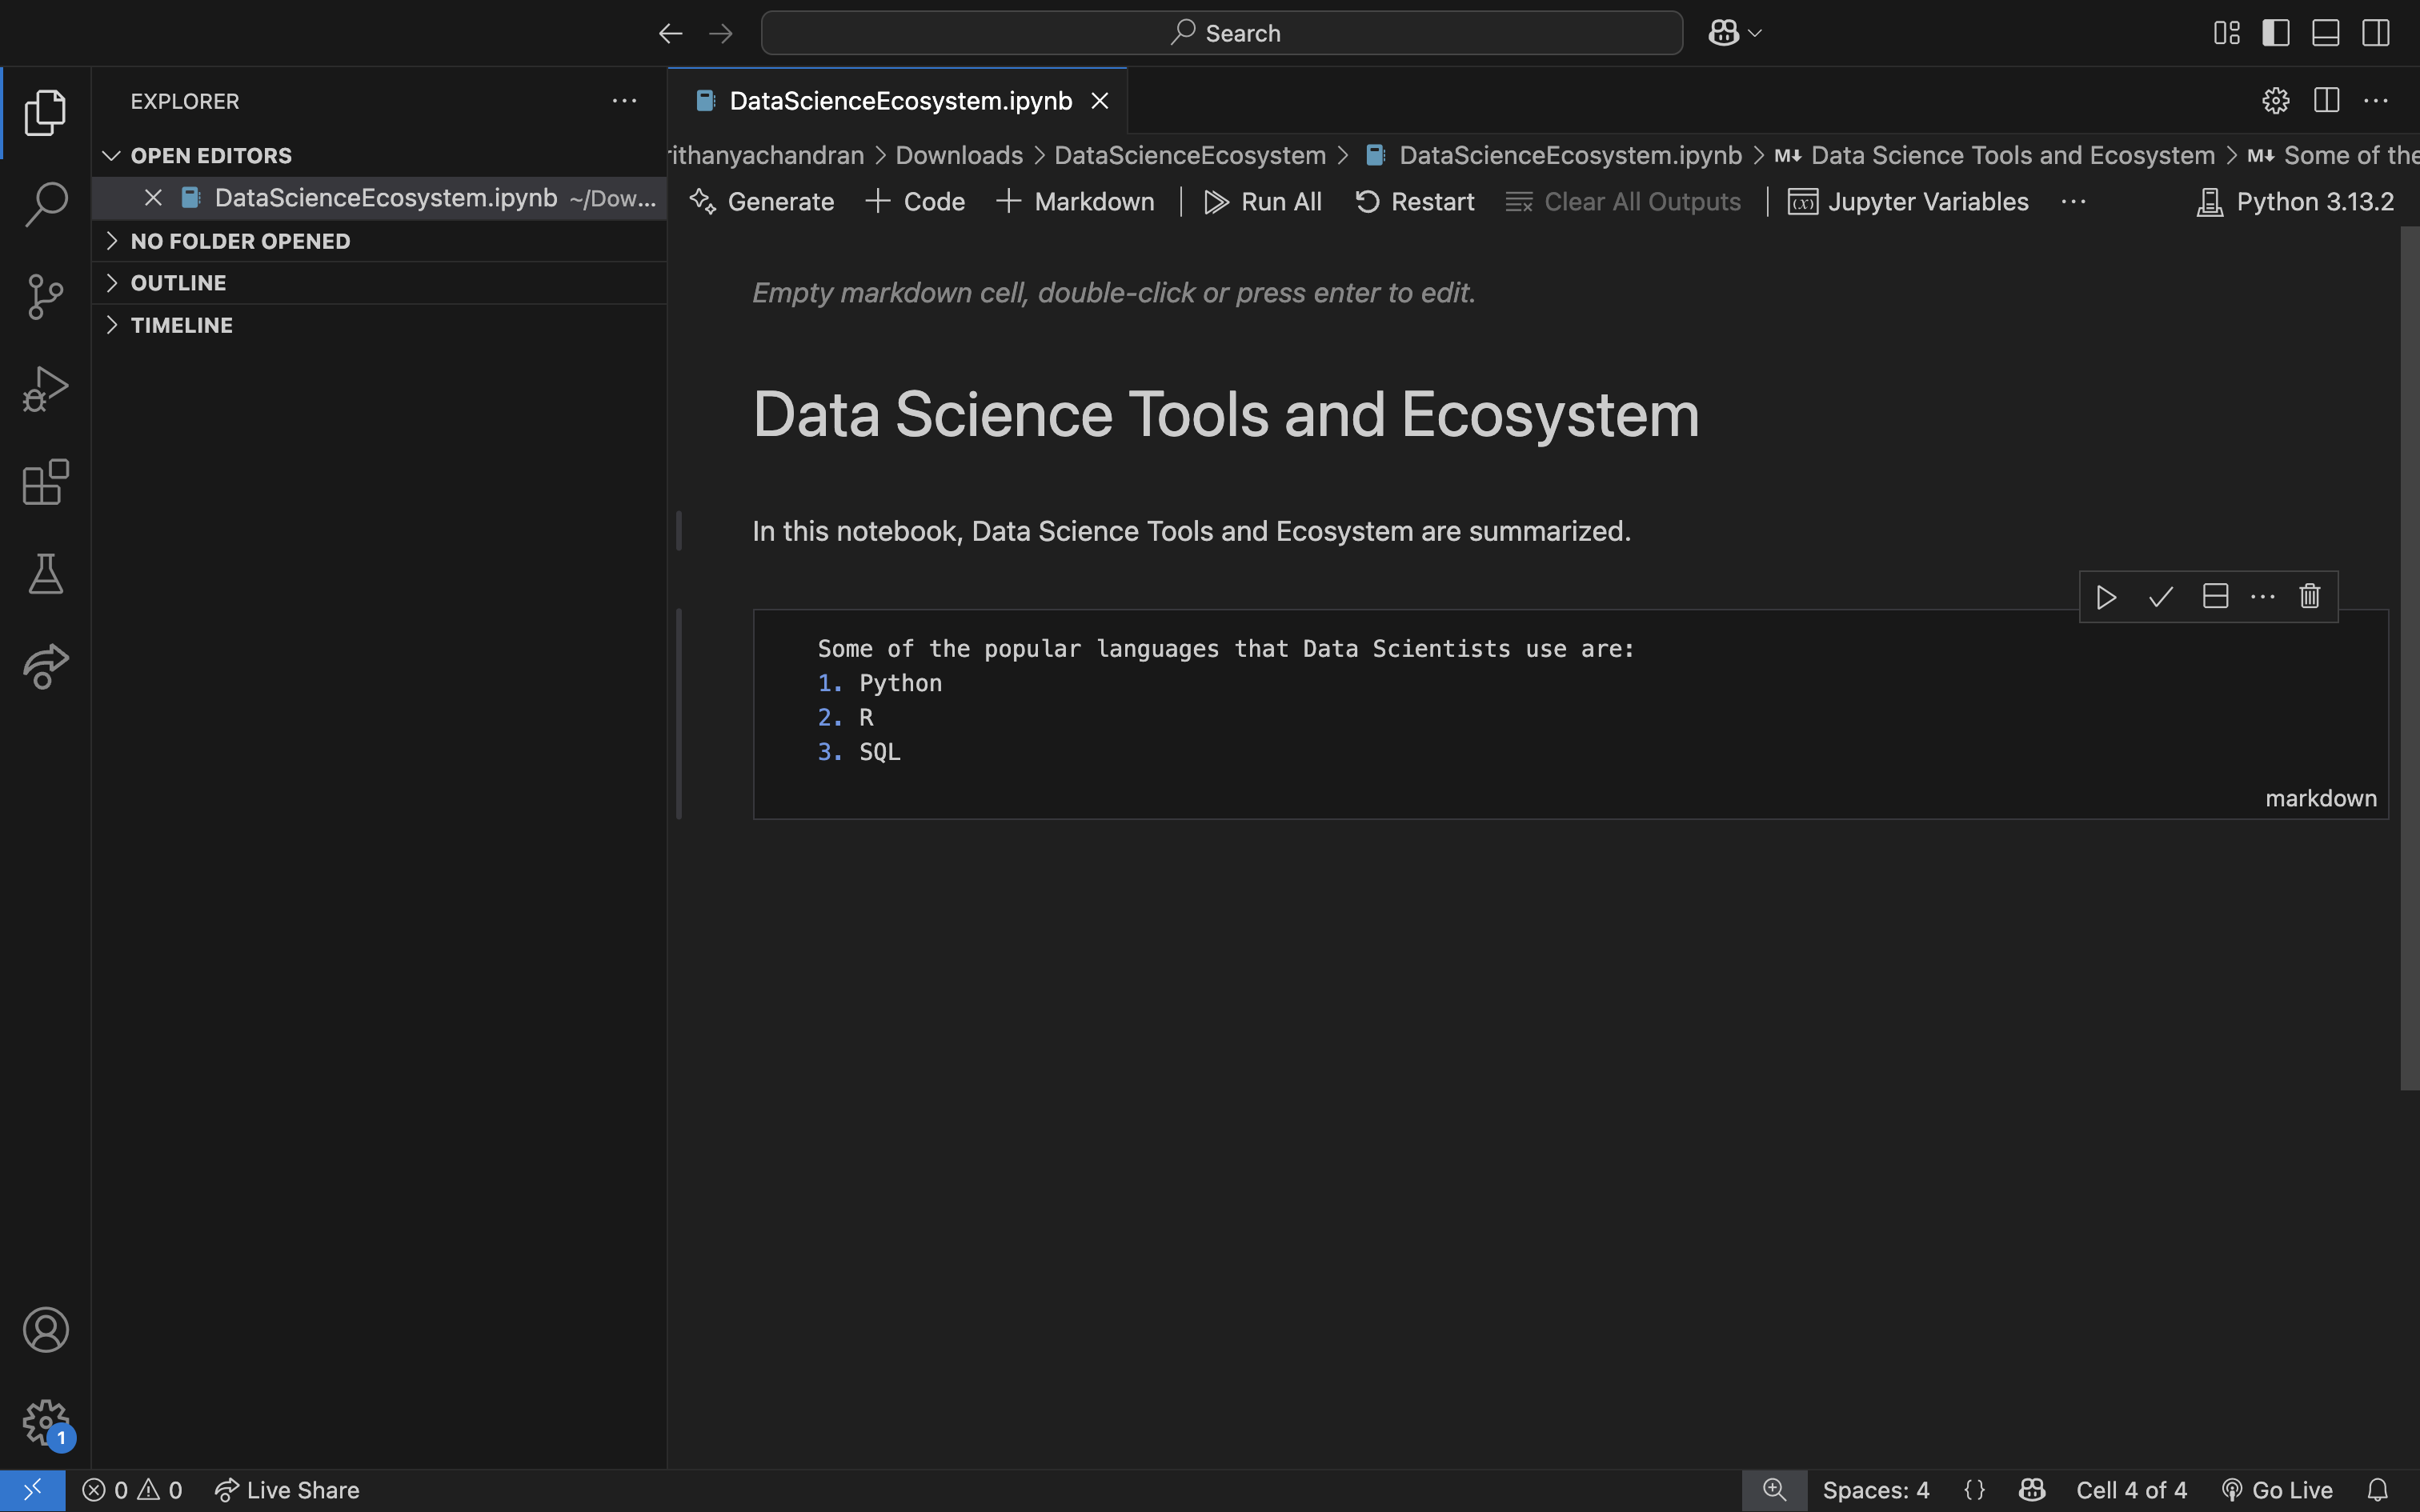 Search
EXPLORER
OPEN EDITORS
DataScienceEcosystem.ipynb ~/Dow...
NO FOLDER OPENED
OUTLINE
TIMELINE
1
DataScienceEcosystem.ipynb
rithanyachandran > Downloads > DataScienceEcosystem > DataScienceEcosystem.ipynb > M↓ Data Science Tools and Ecosystem > M↓ Some of the
Generate + Code + Markdown | Run All Restart Clear All Outputs | (x) Jupyter Variables ... Python 3.13.2
Empty markdown cell, double-click or press enter to edit.
Data Science Tools and Ecosystem
In this notebook, Data Science Tools and Ecosystem are summarized.
Some of the popular languages that Data Scientists use are:
1. Python
2. R
3. SQL
markdown
0 0 Live Share Spaces: 4 {} Cell 4 of 4 Go Live